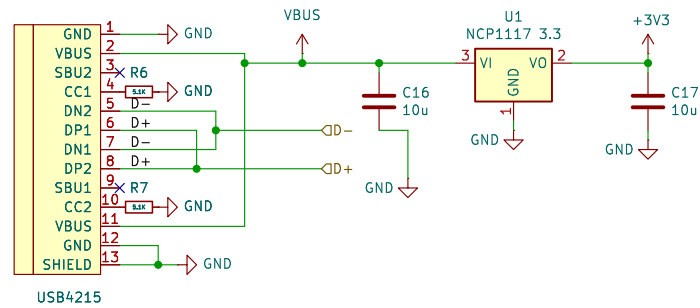 VBUS
U1
NCP1117 3.3
+3V3
GND 1 GND
VBUS 2
SBU2 3 R6
CC1 4 5.1K GND
DN2 5 D-
DP1 6 D+
DN1 7 D-
DP2 8 D+
SBU1 9 R7
CC2 10 5.1K GND
VBUS 11
GND 12
SHIELD 13 GND
USB4215
D-
D+
C16
10u
GND
3 VI VO 2
GND
1
GND
C17
10u
GND